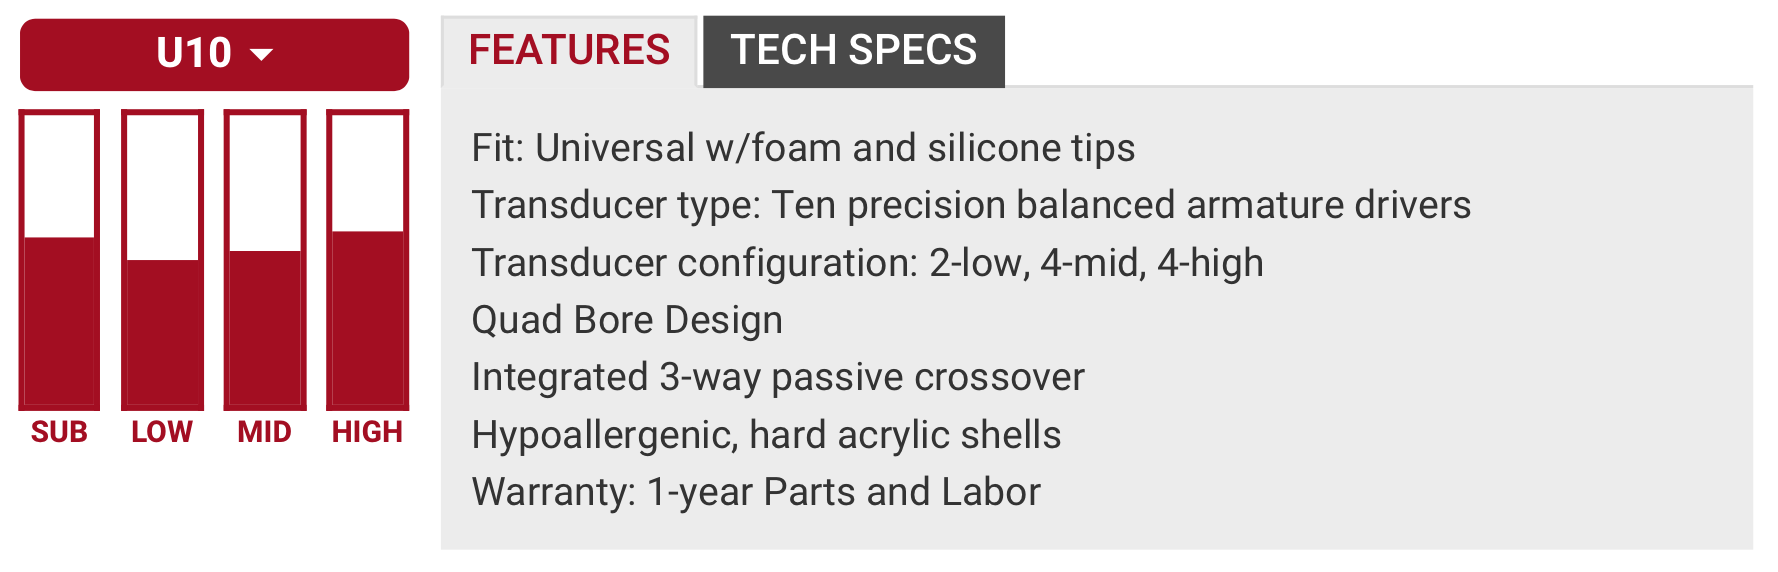 U10
SUB LOW MID HIGH
FEATURES TECH SPECS
Fit: Universal w/foam and silicone tips
Transducer type: Ten precision balanced armature drivers
Transducer configuration: 2-low, 4-mid, 4-high
Quad Bore Design
Integrated 3-way passive crossover
Hypoallergenic, hard acrylic shells
Warranty: 1-year Parts and Labor